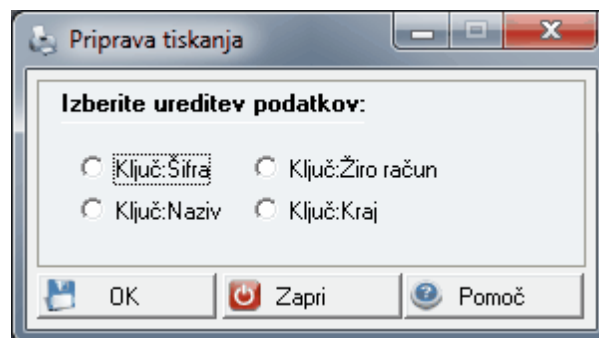 Priprava tiskanja
Izberite ureditev podatkov:
Ključ:Šifra Ključ:Žiro račun
Ključ:Naziv Ključ:Kraj
OK Zapri Pomoč